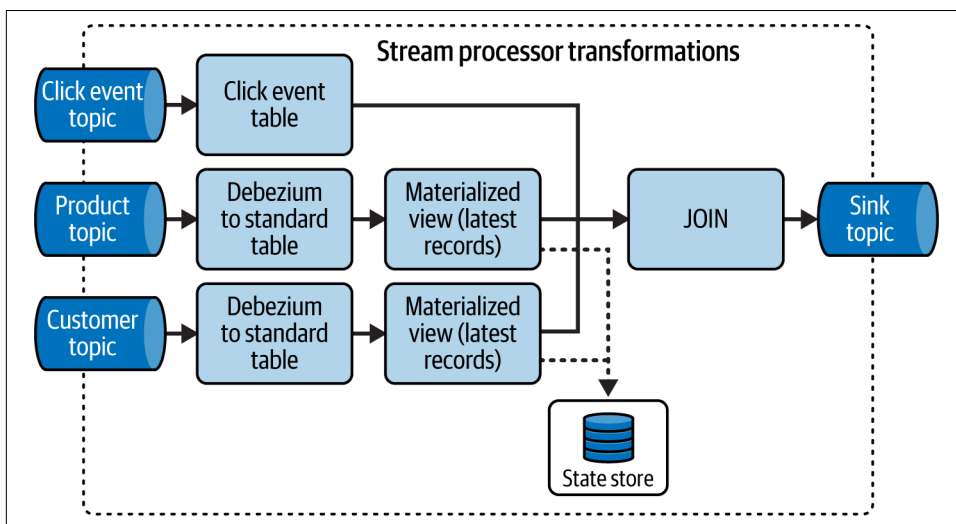 Stream processor transformations
Click event
topic
Click event
table
Product
topic
Debezium
to standard
table
Materialized
view (latest
records)
JOIN
Sink
topic
Customer
topic
Debezium
to standard
table
Materialized
view (latest
records)
State store